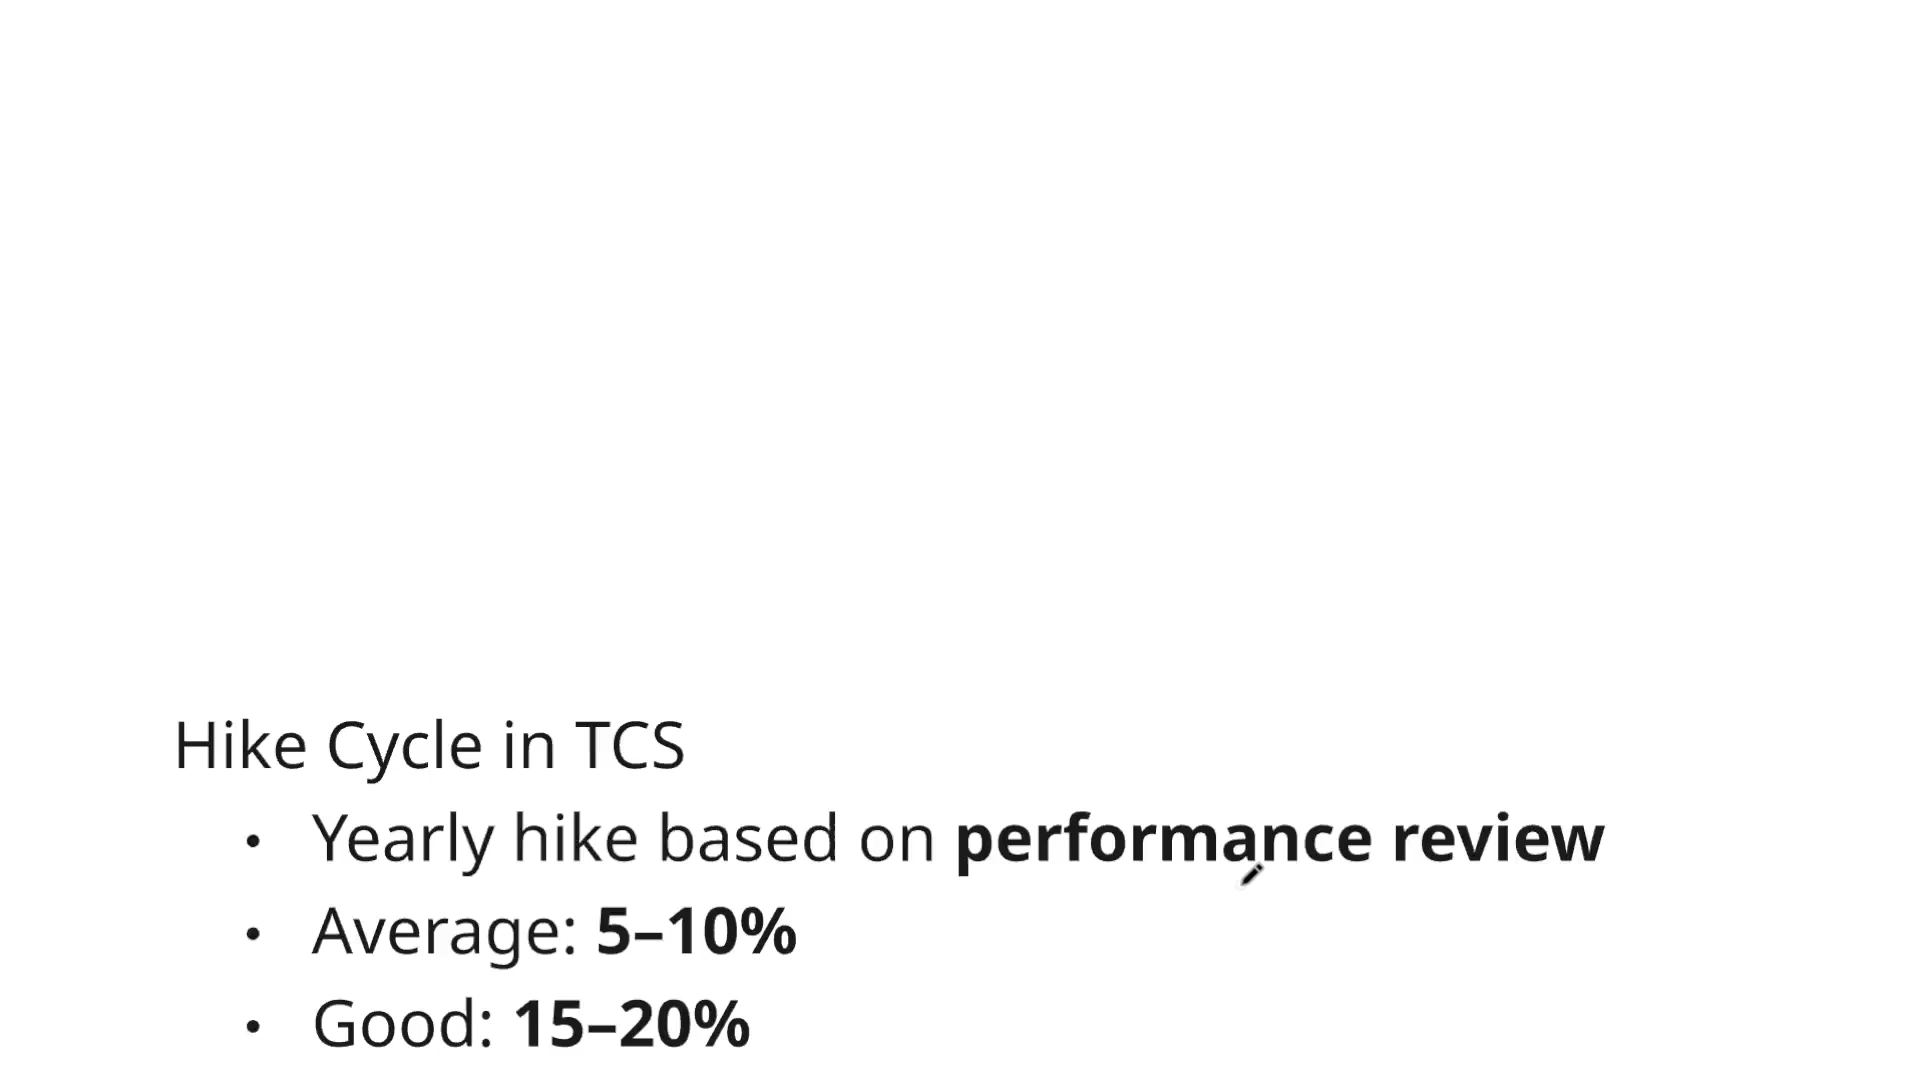 Hike Cycle in TCS
• Yearly hike based on performance review
• Average: 5–10%
• Good: 15–20%